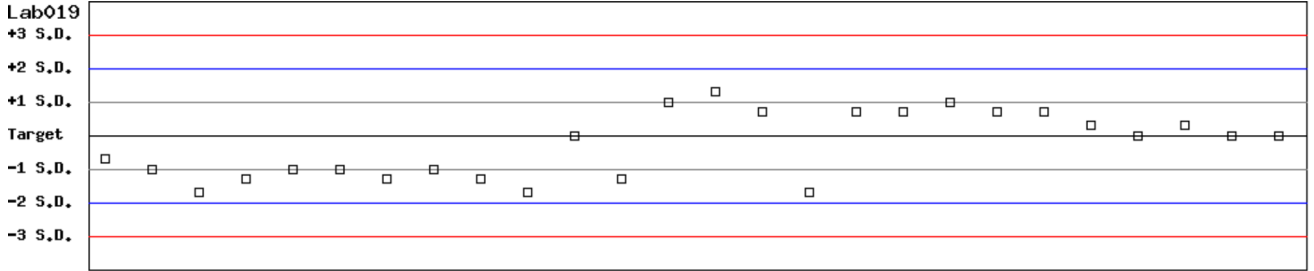 Lab019
+3 S.D.
+2 S.D.
+1 S.D.
Target
-1 S.D.
-2 S.D.
-3 S.D.